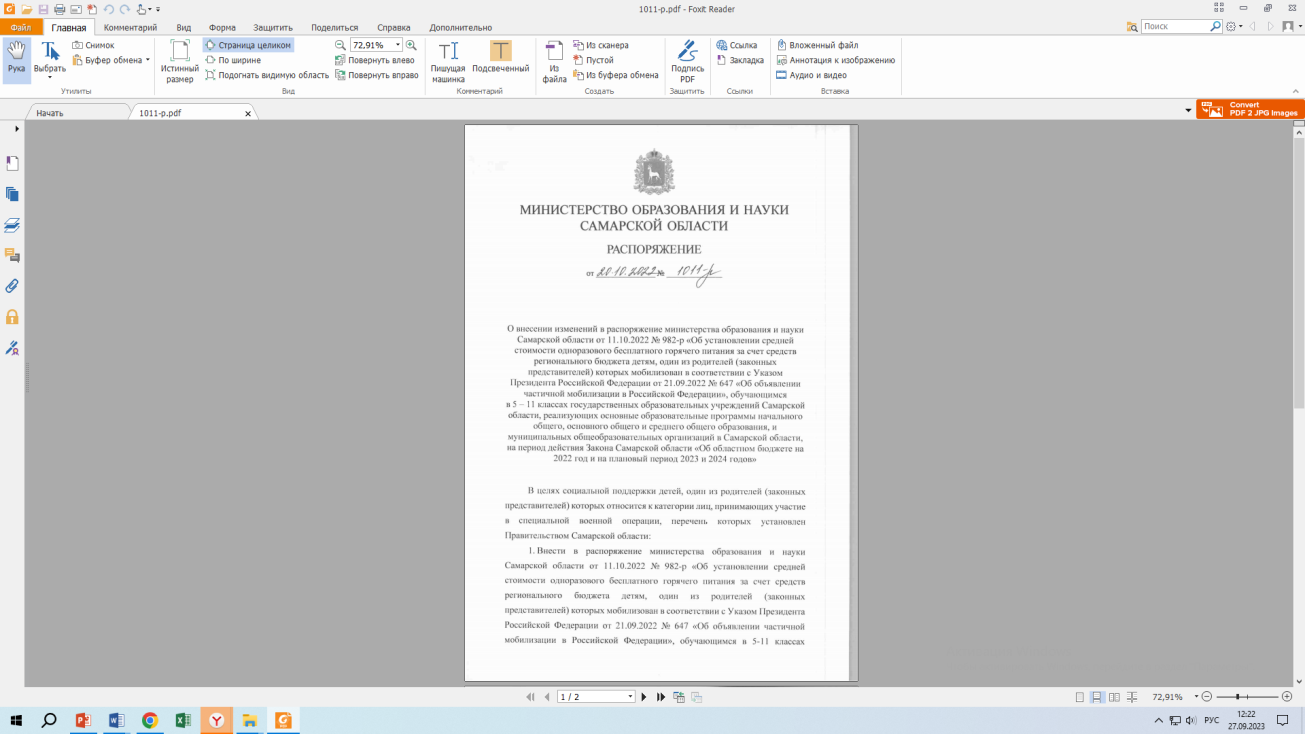 1011-р.pdf - Foxit Reader
Файл Главная Комментарий Вид Форма Защитить Поделиться Справка Дополнительно Поиск
Рука
Выбрать
Снимок
Буфер обмена
Утилиты
Истинный размер
Страница целиком
По ширине
Подогнать видимую область
72,91%
Повернуть влево
Повернуть вправо
Вид
Пишущая машинка
Подсвеченный
Комментарий
Из файла
Из сканера
Пустой
Из буфера обмена
Создать
Подпись PDF
Защитить
Ссылка
Закладка
Ссылки
Вложенный файл
Аннотация к изображению
Аудио и видео
Вставка
Начать 1011-р.pdf
Convert
PDF 2 JPG Images
МИНИСТЕРСТВО ОБРАЗОВАНИЯ И НАУКИ
САМАРСКОЙ ОБЛАСТИ
РАСПОРЯЖЕНИЕ
от 20.10.2022 № 1011-р
О внесении изменений в распоряжение министерства образования и науки
Самарской области от 11.10.2022 № 982-р «Об установлении средней
стоимости одноразового бесплатного горячего питания за счет средств
регионального бюджета детям, один из родителей (законных
представителей) которых мобилизован в соответствии с Указом
Президента Российской Федерации от 21.09.2022 № 647 «Об объявлении
частичной мобилизации в Российской Федерации», обучающимся
в 5 – 11 классах государственных образовательных учреждений Самарской
области, реализующих основные образовательные программы начального
общего, основного общего и среднего общего образования, и
муниципальных общеобразовательных организаций в Самарской области,
на период действия Закона Самарской области «Об областном бюджете на
2022 год и на плановый период 2023 и 2024 годов»
В целях социальной поддержки детей, один из родителей (законных
представителей) которых относится к категории лиц, принимающих участие
в специальной военной операции, перечень которых установлен
Правительством Самарской области:
1. Внести в распоряжение министерства образования и науки
Самарской области от 11.10.2022 № 982-р «Об установлении средней
стоимости одноразового бесплатного горячего питания за счет средств
регионального бюджета детям, один из родителей (законных
представителей) которых мобилизован в соответствии с Указом Президента
Российской Федерации от 21.09.2022 № 647 «Об объявлении частичной
мобилизации в Российской Федерации», обучающимся в 5-11 классах
1 / 2
72,91%
РУС
12:22
27.09.2023